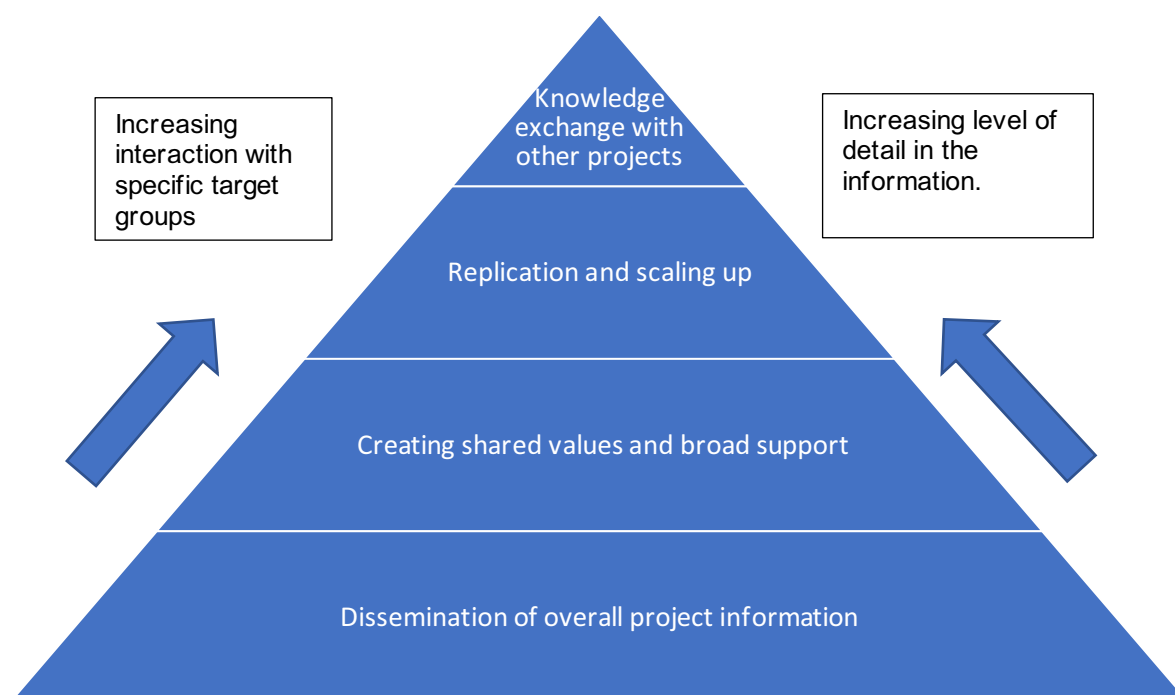 Knowledge
exchange with
other projects
Increasing
interaction with
specific target
groups
Increasing level of
detail in the
information.
Replication and scaling up
Creating shared values and broad support
Dissemination of overall project information